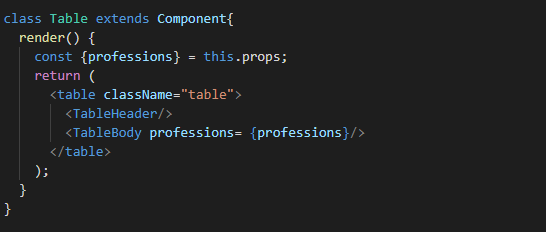 class Table extends Component{
  render() {
    const {professions} = this.props;
    return (
      <table className="table">
        <TableHeader/>
        <TableBody professions= {professions}/>
      </table>
    );
  }
}